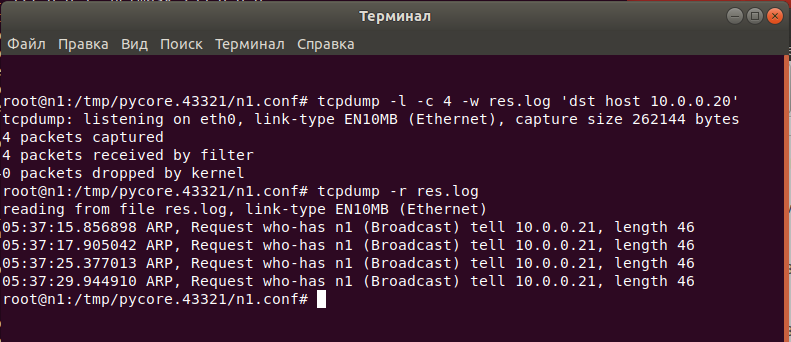 Терминал
Файл Правка Вид Поиск Терминал Справка
root@n1:/tmp/pycore.43321/n1.conf# tcpdump -l -c 4 -w res.log 'dst host 10.0.0.20'
tcpdump: listening on eth0, link-type EN10MB (Ethernet), capture size 262144 bytes
4 packets captured
4 packets received by filter
0 packets dropped by kernel
root@n1:/tmp/pycore.43321/n1.conf# tcpdump -r res.log
reading from file res.log, link-type EN10MB (Ethernet)
05:37:15.856898 ARP, Request who-has n1 (Broadcast) tell 10.0.0.21, length 46
05:37:17.905042 ARP, Request who-has n1 (Broadcast) tell 10.0.0.21, length 46
05:37:25.377013 ARP, Request who-has n1 (Broadcast) tell 10.0.0.21, length 46
05:37:29.944910 ARP, Request who-has n1 (Broadcast) tell 10.0.0.21, length 46
root@n1:/tmp/pycore.43321/n1.conf#